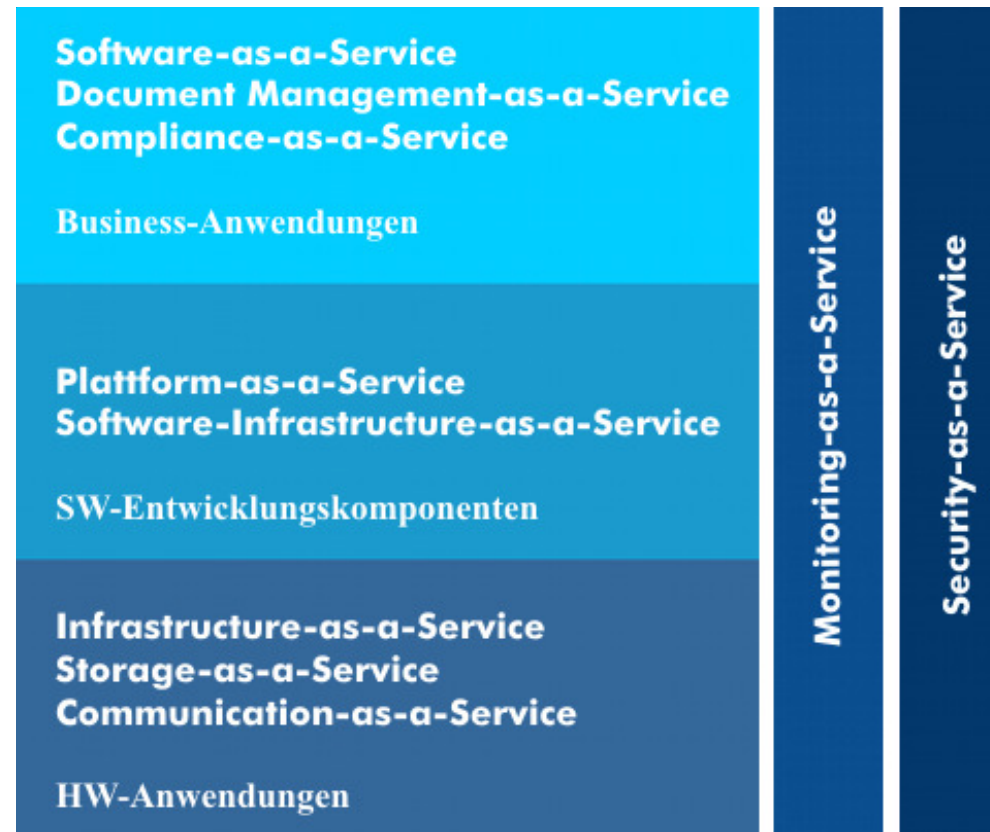 Software-as-a-Service
Document Management-as-a-Service
Compliance-as-a-Service
Business-Anwendungen
Plattform-as-a-Service
Software-Infrastructure-as-a-Service
SW-Entwicklungskomponenten
Infrastructure-as-a-Service
Storage-as-a-Service
Communication-as-a-Service
HW-Anwendungen
Monitoring-as-a-Service
Security-as-a-Service